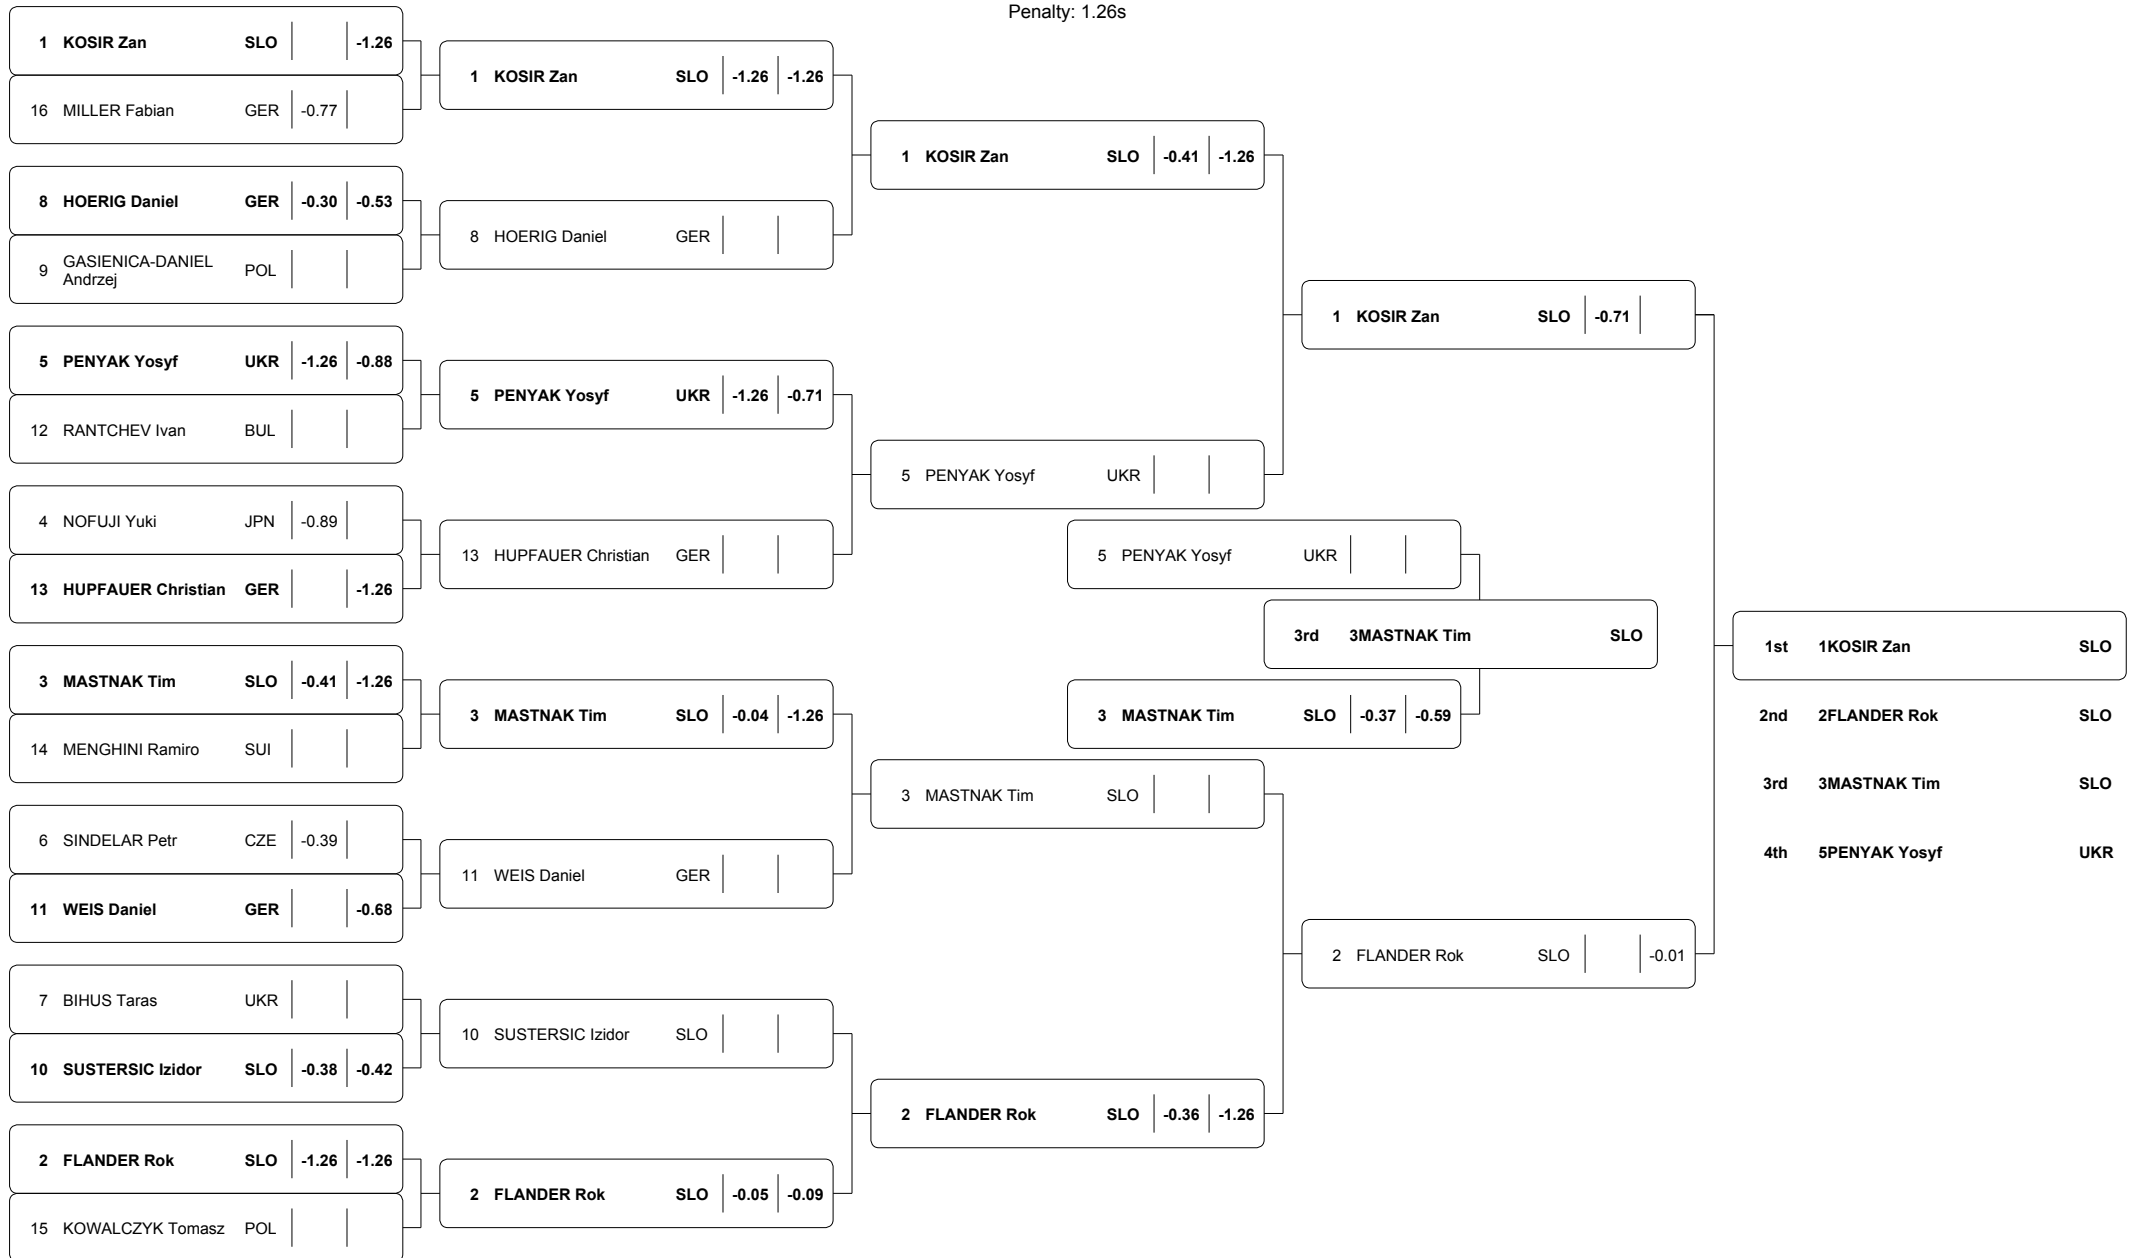 Penalty: 1.26s
1 KOSIR Zan SLO -1.26
16 MILLER Fabian GER -0.77
8 HOERIG Daniel GER -0.30 -0.53
9 GASIENICA-DANIEL
Andrzej POL
5 PENYAK Yosyf UKR -1.26 -0.88
12 RANTCHEV Ivan BUL
4 NOFUJI Yuki JPN -0.89
13 HUPFAUER Christian GER -1.26
3 MASTNAK Tim SLO -0.41 -1.26
14 MENGHINI Ramiro SUI
6 SINDELAR Petr CZE -0.39
11 WEIS Daniel GER -0.68
7 BIHUS Taras UKR
10 SUSTERSIC Izidor SLO -0.38 -0.42
2 FLANDER Rok SLO -1.26 -1.26
15 KOWALCZYK Tomasz POL
1 KOSIR Zan SLO -1.26 -1.26
8 HOERIG Daniel GER
5 PENYAK Yosyf UKR -1.26 -0.71
13 HUPFAUER Christian GER
3 MASTNAK Tim SLO -0.04 -1.26
11 WEIS Daniel GER
10 SUSTERSIC Izidor SLO
2 FLANDER Rok SLO -0.05 -0.09
1 KOSIR Zan SLO -0.41 -1.26
5 PENYAK Yosyf UKR
3 MASTNAK Tim SLO
2 FLANDER Rok SLO -0.36 -1.26
5 PENYAK Yosyf UKR
3rd 3MASTNAK Tim SLO
3 MASTNAK Tim SLO -0.37 -0.59
1 KOSIR Zan SLO -0.71
2 FLANDER Rok SLO -0.01
1st 1KOSIR Zan SLO
2nd 2FLANDER Rok SLO
3rd 3MASTNAK Tim SLO
4th 5PENYAK Yosyf UKR